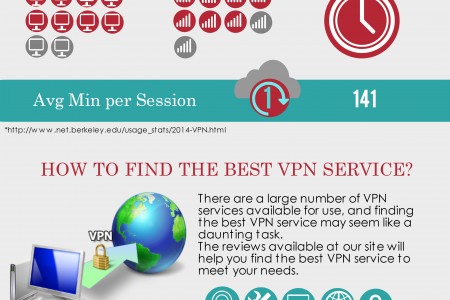 Avg Min per Session 1 141
*http://www.net.berkeley.edu/usage_stats/2014-VPN.html
HOW TO FIND THE BEST VPN SERVICE?
There are a large number of VPN
services available for use, and finding
the best VPN service may seem like a
daunting task.
The reviews available at our site will
help you find the best VPN service to
meet your needs.
VPN